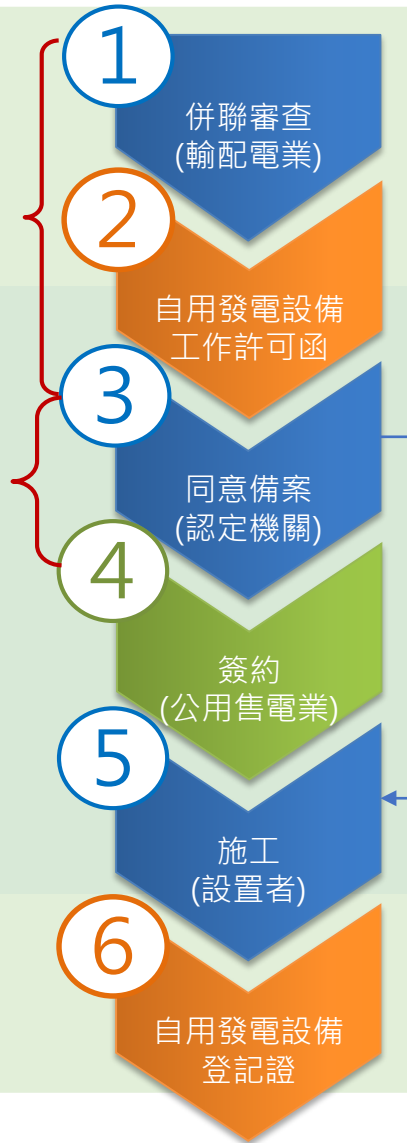 1
併聯審查
(輸配電業)
2
自用發電設備
工作許可函
3
同意備案
(認定機關)
4
簽約
(公用售電業)
5
施工
(設置者)
6
自用發電設備
登記證